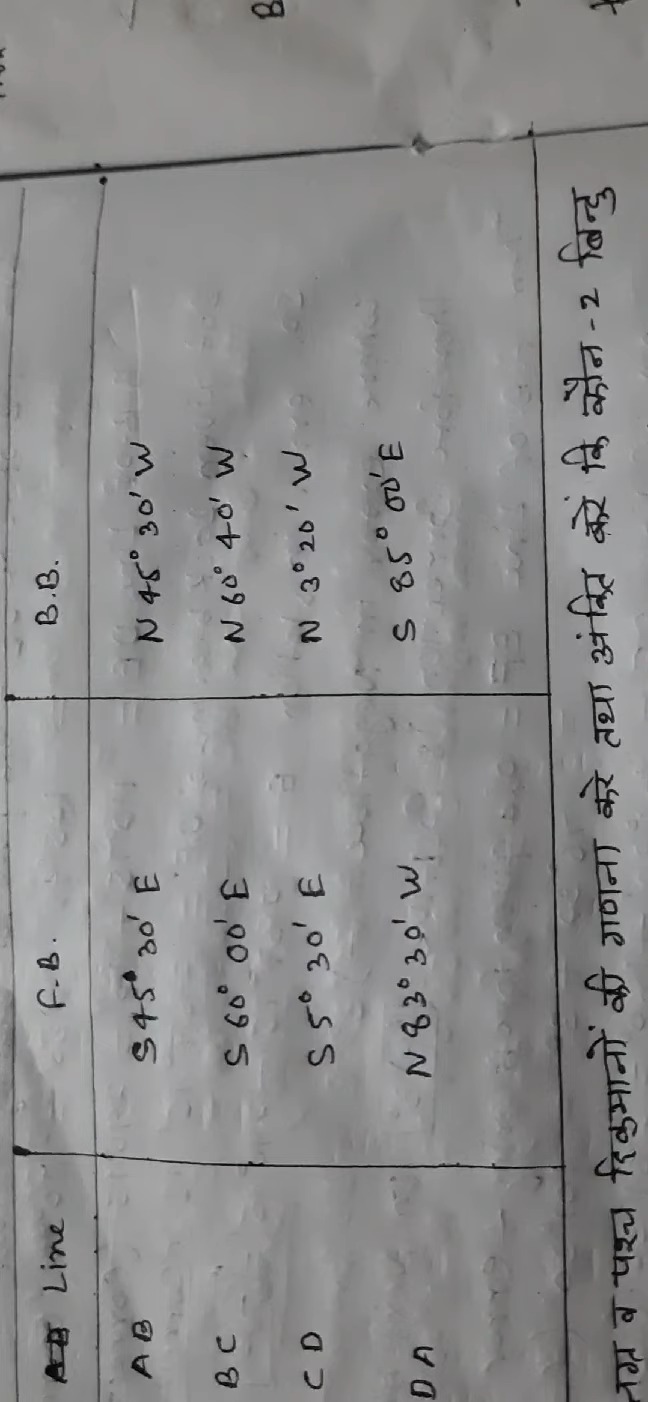 Line F.B. B.B.
AB S 45° 30' E N 45° 30' W
BC S 60° 00' E N 60° 40' W
CD S 5° 30' E N 3° 20' W
DA N 83° 30' W S 85° 00' E
व पश्च दिक्मानों की गणना करे तथा अंकित करें कि कौन-2 बिन्दु